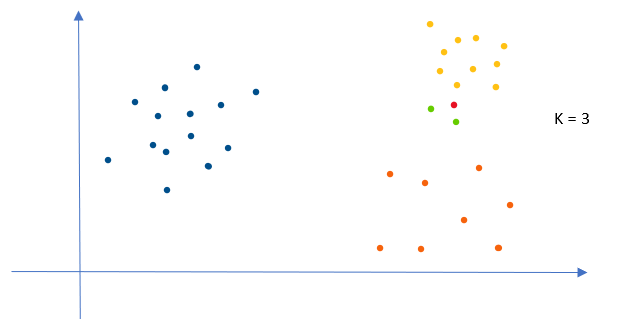 K = 3